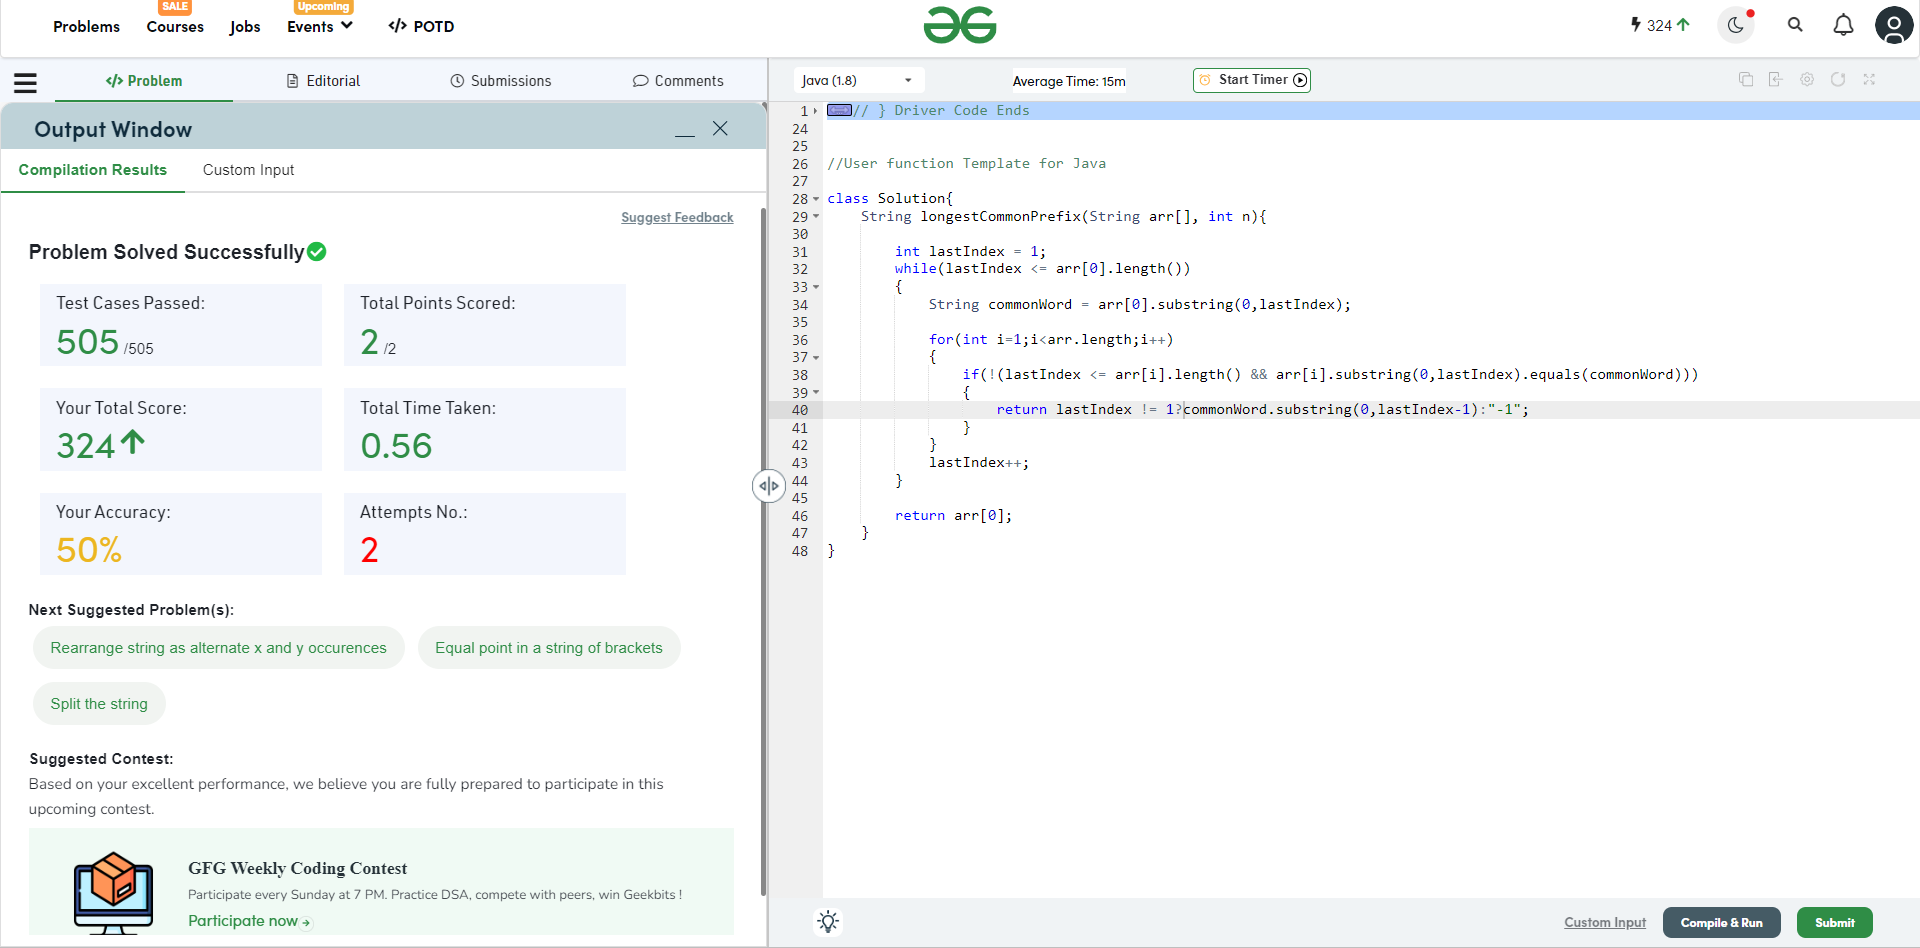 SALE
Upcoming
Problems Courses Jobs Events </> POTD
324
</> Problem Editorial Submissions Comments
Java (1.8) Average Time: 15m Start Timer
Output Window
Compilation Results Custom Input
Suggest Feedback
Problem Solved Successfully
Test Cases Passed: Total Points Scored:
505 /505 2 /2
Your Total Score: Total Time Taken:
324 0.56
Your Accuracy: Attempts No.:
50% 2
Next Suggested Problem(s):
Rearrange string as alternate x and y occurences Equal point in a string of brackets
Split the string
Suggested Contest:
Based on your excellent performance, we believe you are fully prepared to participate in this
upcoming contest.
GFG Weekly Coding Contest
Participate every Sunday at 7 PM. Practice DSA, compete with peers, win Geekbits !
Participate now
1 // } Driver Code Ends
24
25
26 //User function Template for Java
27
28 class Solution{
29 String longestCommonPrefix(String arr[], int n){
30
31 int lastIndex = 1;
32 while(lastIndex <= arr[0].length())
33 {
34 String commonWord = arr[0].substring(0,lastIndex);
35
36 for(int i=1;i<arr.length;i++)
37 {
38 if(!(lastIndex <= arr[i].length() && arr[i].substring(0,lastIndex).equals(commonWord)))
39 {
40 return lastIndex != 1?commonWord.substring(0,lastIndex-1):"-1";
41 }
42 }
43 lastIndex++;
44 }
45
46 return arr[0];
47 }
48 }
Custom Input Compile & Run Submit